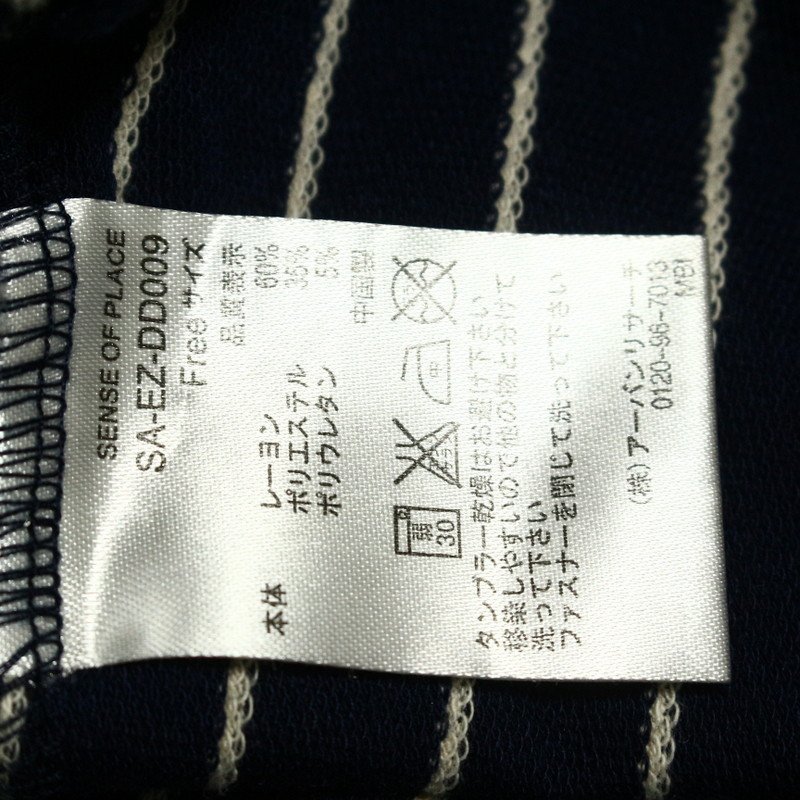 SENSE OF PLACE
SA-EZ-DD009
Free サイズ
品質表示
本体 レーヨン 60%
ポリエステル 35%
ポリウレタン 5%
中国製
弱
30
タンブラー乾燥はお避け下さい
移染しやすいので他の物と分けて
洗って下さい
ファスナーを閉じて洗って下さい
(株)アーバンリサーチ
0120-96-7013
MBI